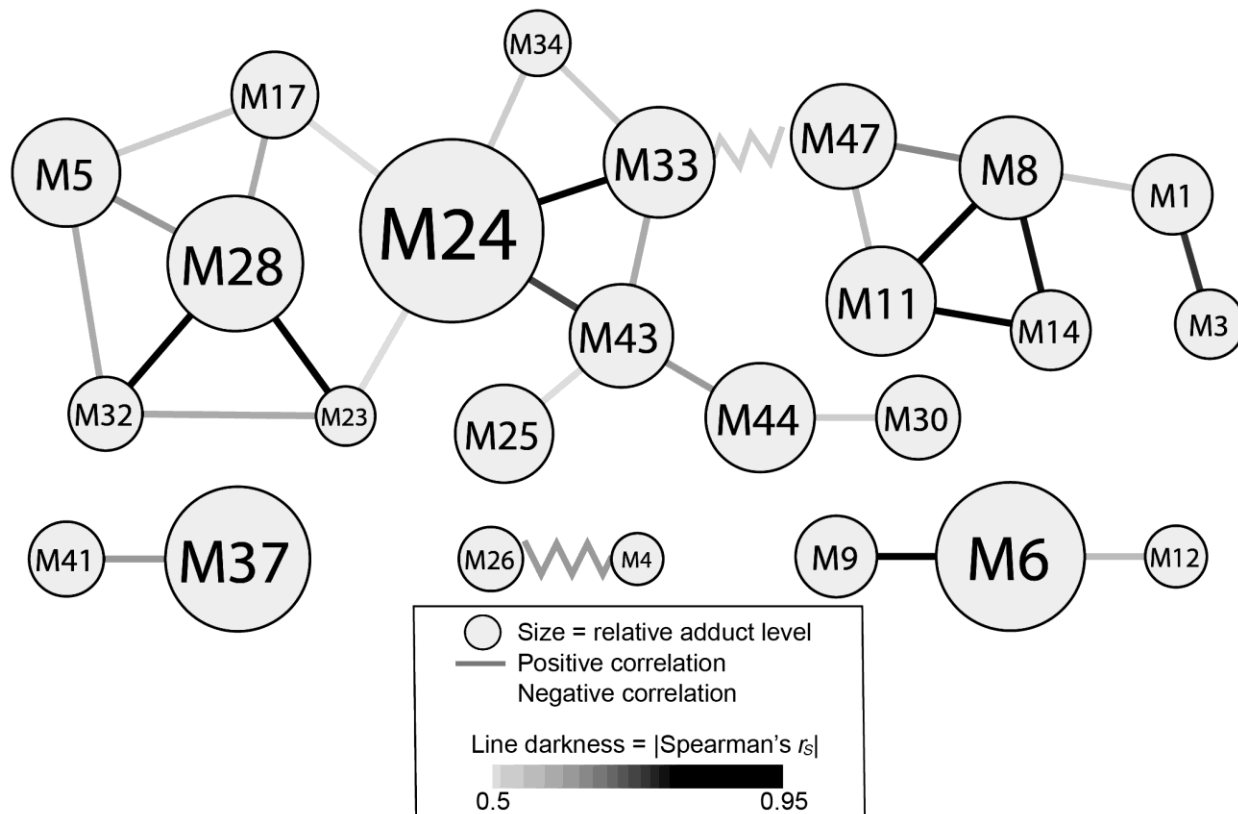 M34
M17
M47
M5
M33
M8
M1
M24
M28
M11
M3
M14
M43
M32
M23
M25
M44
M30
M41
M37
M26
M4
M9
M6
M12
Size = relative adduct level
Positive correlation
Negative correlation
Line darkness = |Spearman's rS|
0.5 0.95